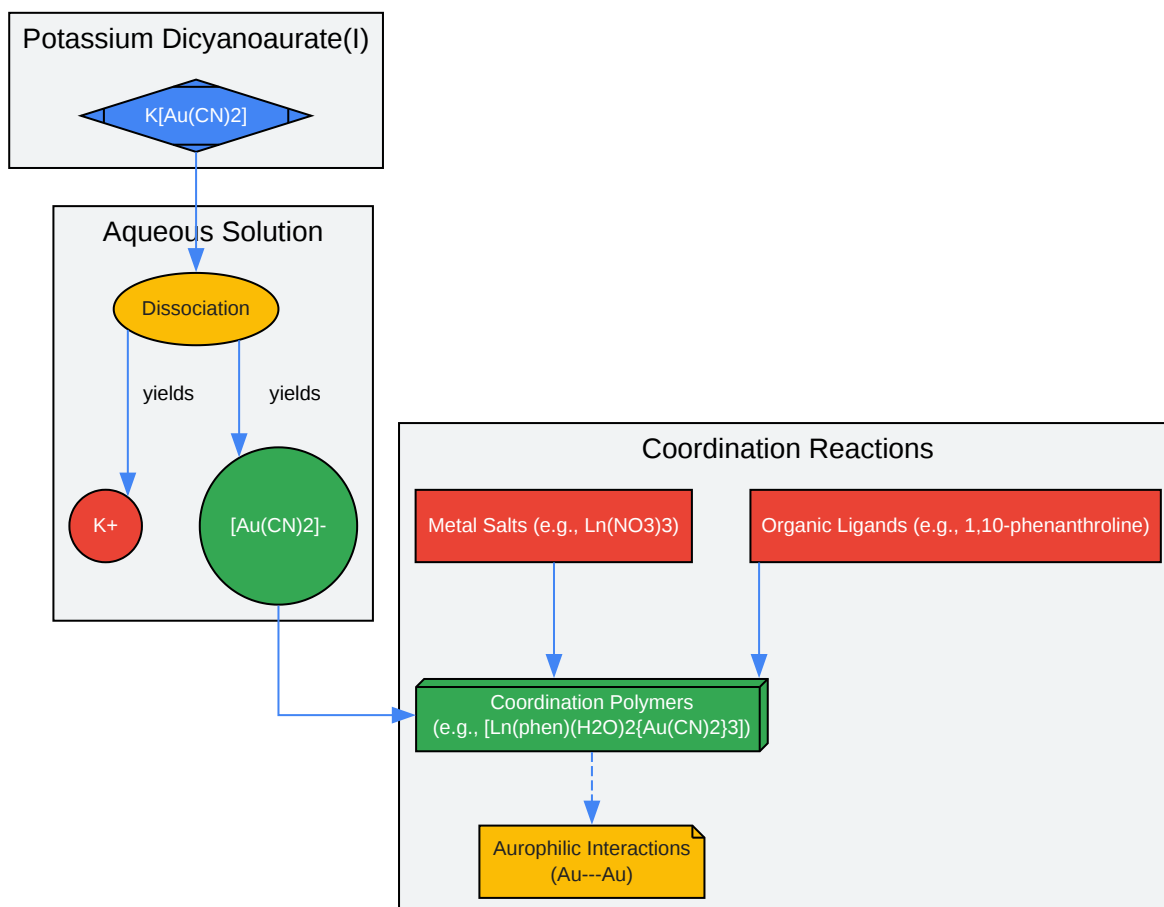 Potassium Dicyanoaurate(I)
K[Au(CN)2]
Aqueous Solution
Dissociation
yields
yields
K+
[Au(CN)2]-
Coordination Reactions
Metal Salts (e.g., Ln(NO3)3)
Organic Ligands (e.g., 1,10-phenanthroline)
Coordination Polymers
(e.g., [Ln(phen)(H2O)2{Au(CN)2}3])
Aurophilic Interactions
(Au---Au)